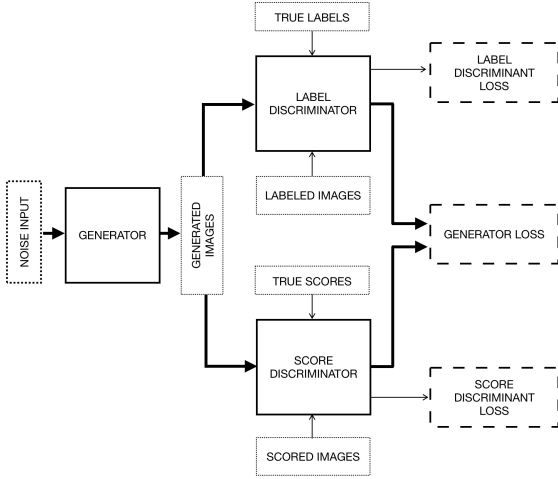 TRUE LABELS
LABEL
DISCRIMINATOR
LABEL
DISCRIMINANT
LOSS
LABELED IMAGES
NOISE INPUT
GENERATOR
GENERATED
IMAGES
GENERATOR LOSS
TRUE SCORES
SCORE
DISCRIMINATOR
SCORE
DISCRIMINANT
LOSS
SCORED IMAGES